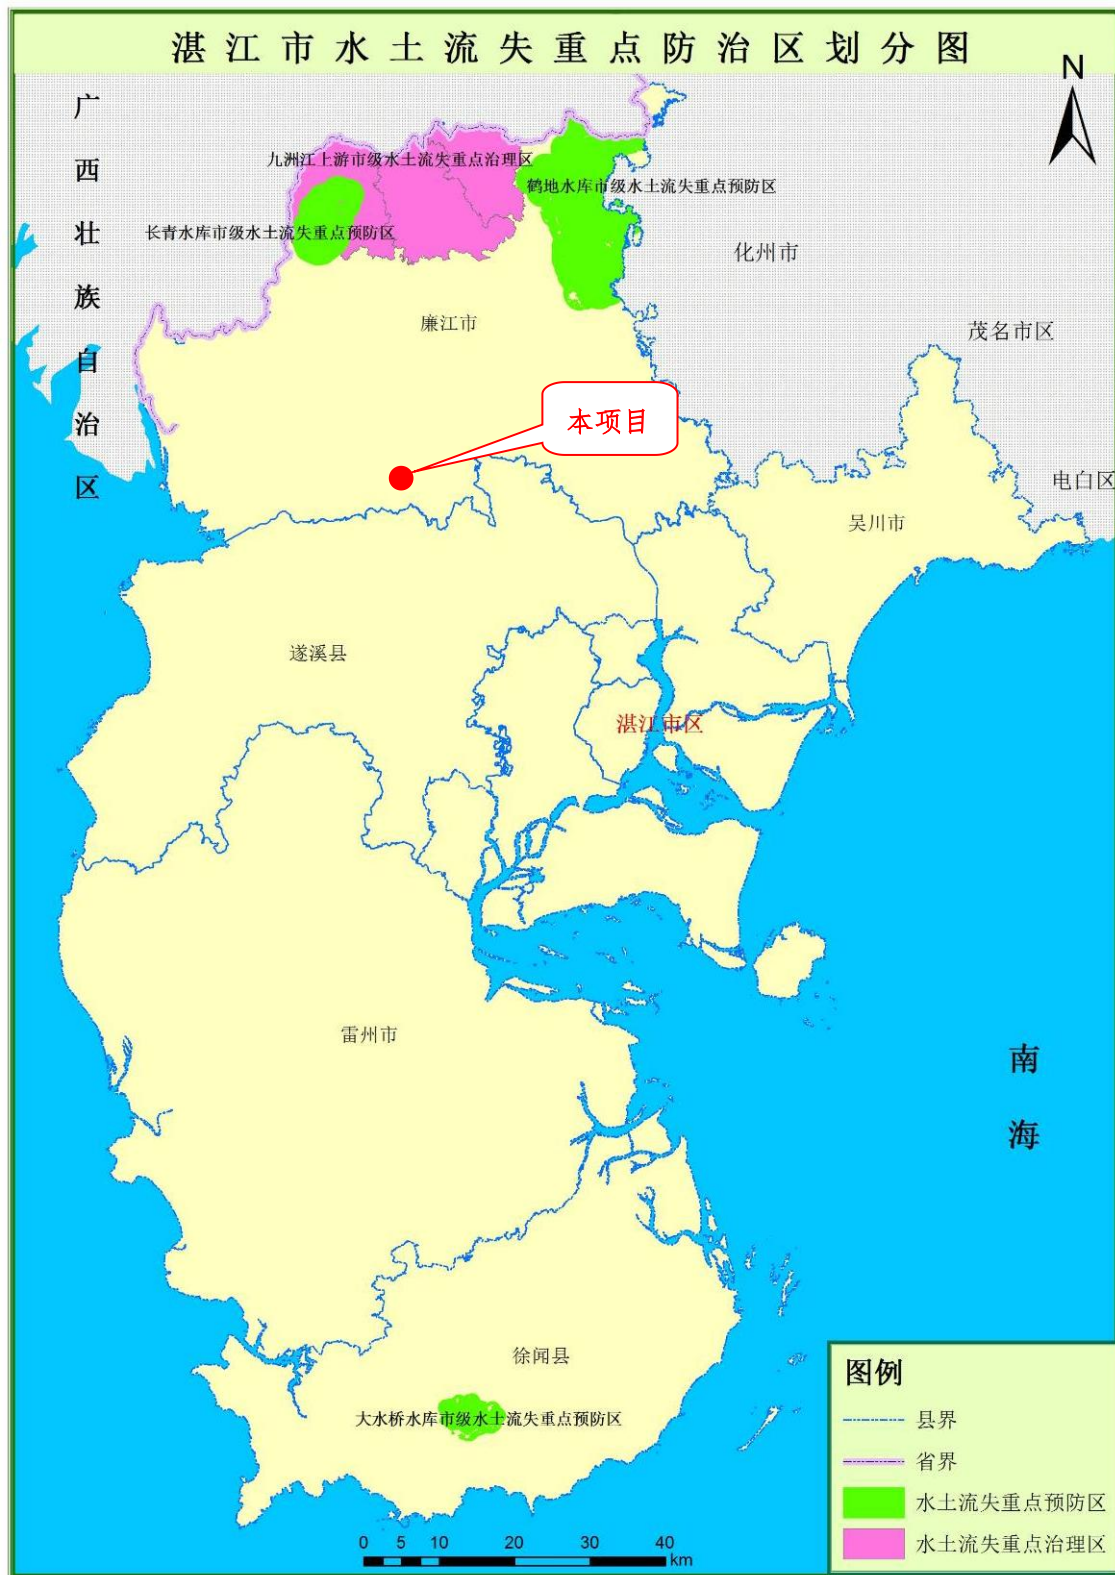 湛江市水土流失重点防治区划分图
N
广西壮族自治区
九洲江上游市级水土流失重点治理区
鹤地水库市级水土流失重点预防区
长青水库市级水土流失重点预防区
化州市
廉江市
茂名市区
本项目
电白区
吴川市
遂溪县
湛江市区
雷州市
南海
徐闻县
大水桥水库市级水土流失重点预防区
图例
县界
省界
水土流失重点预防区
水土流失重点治理区
0 5 10 20 30 40
km